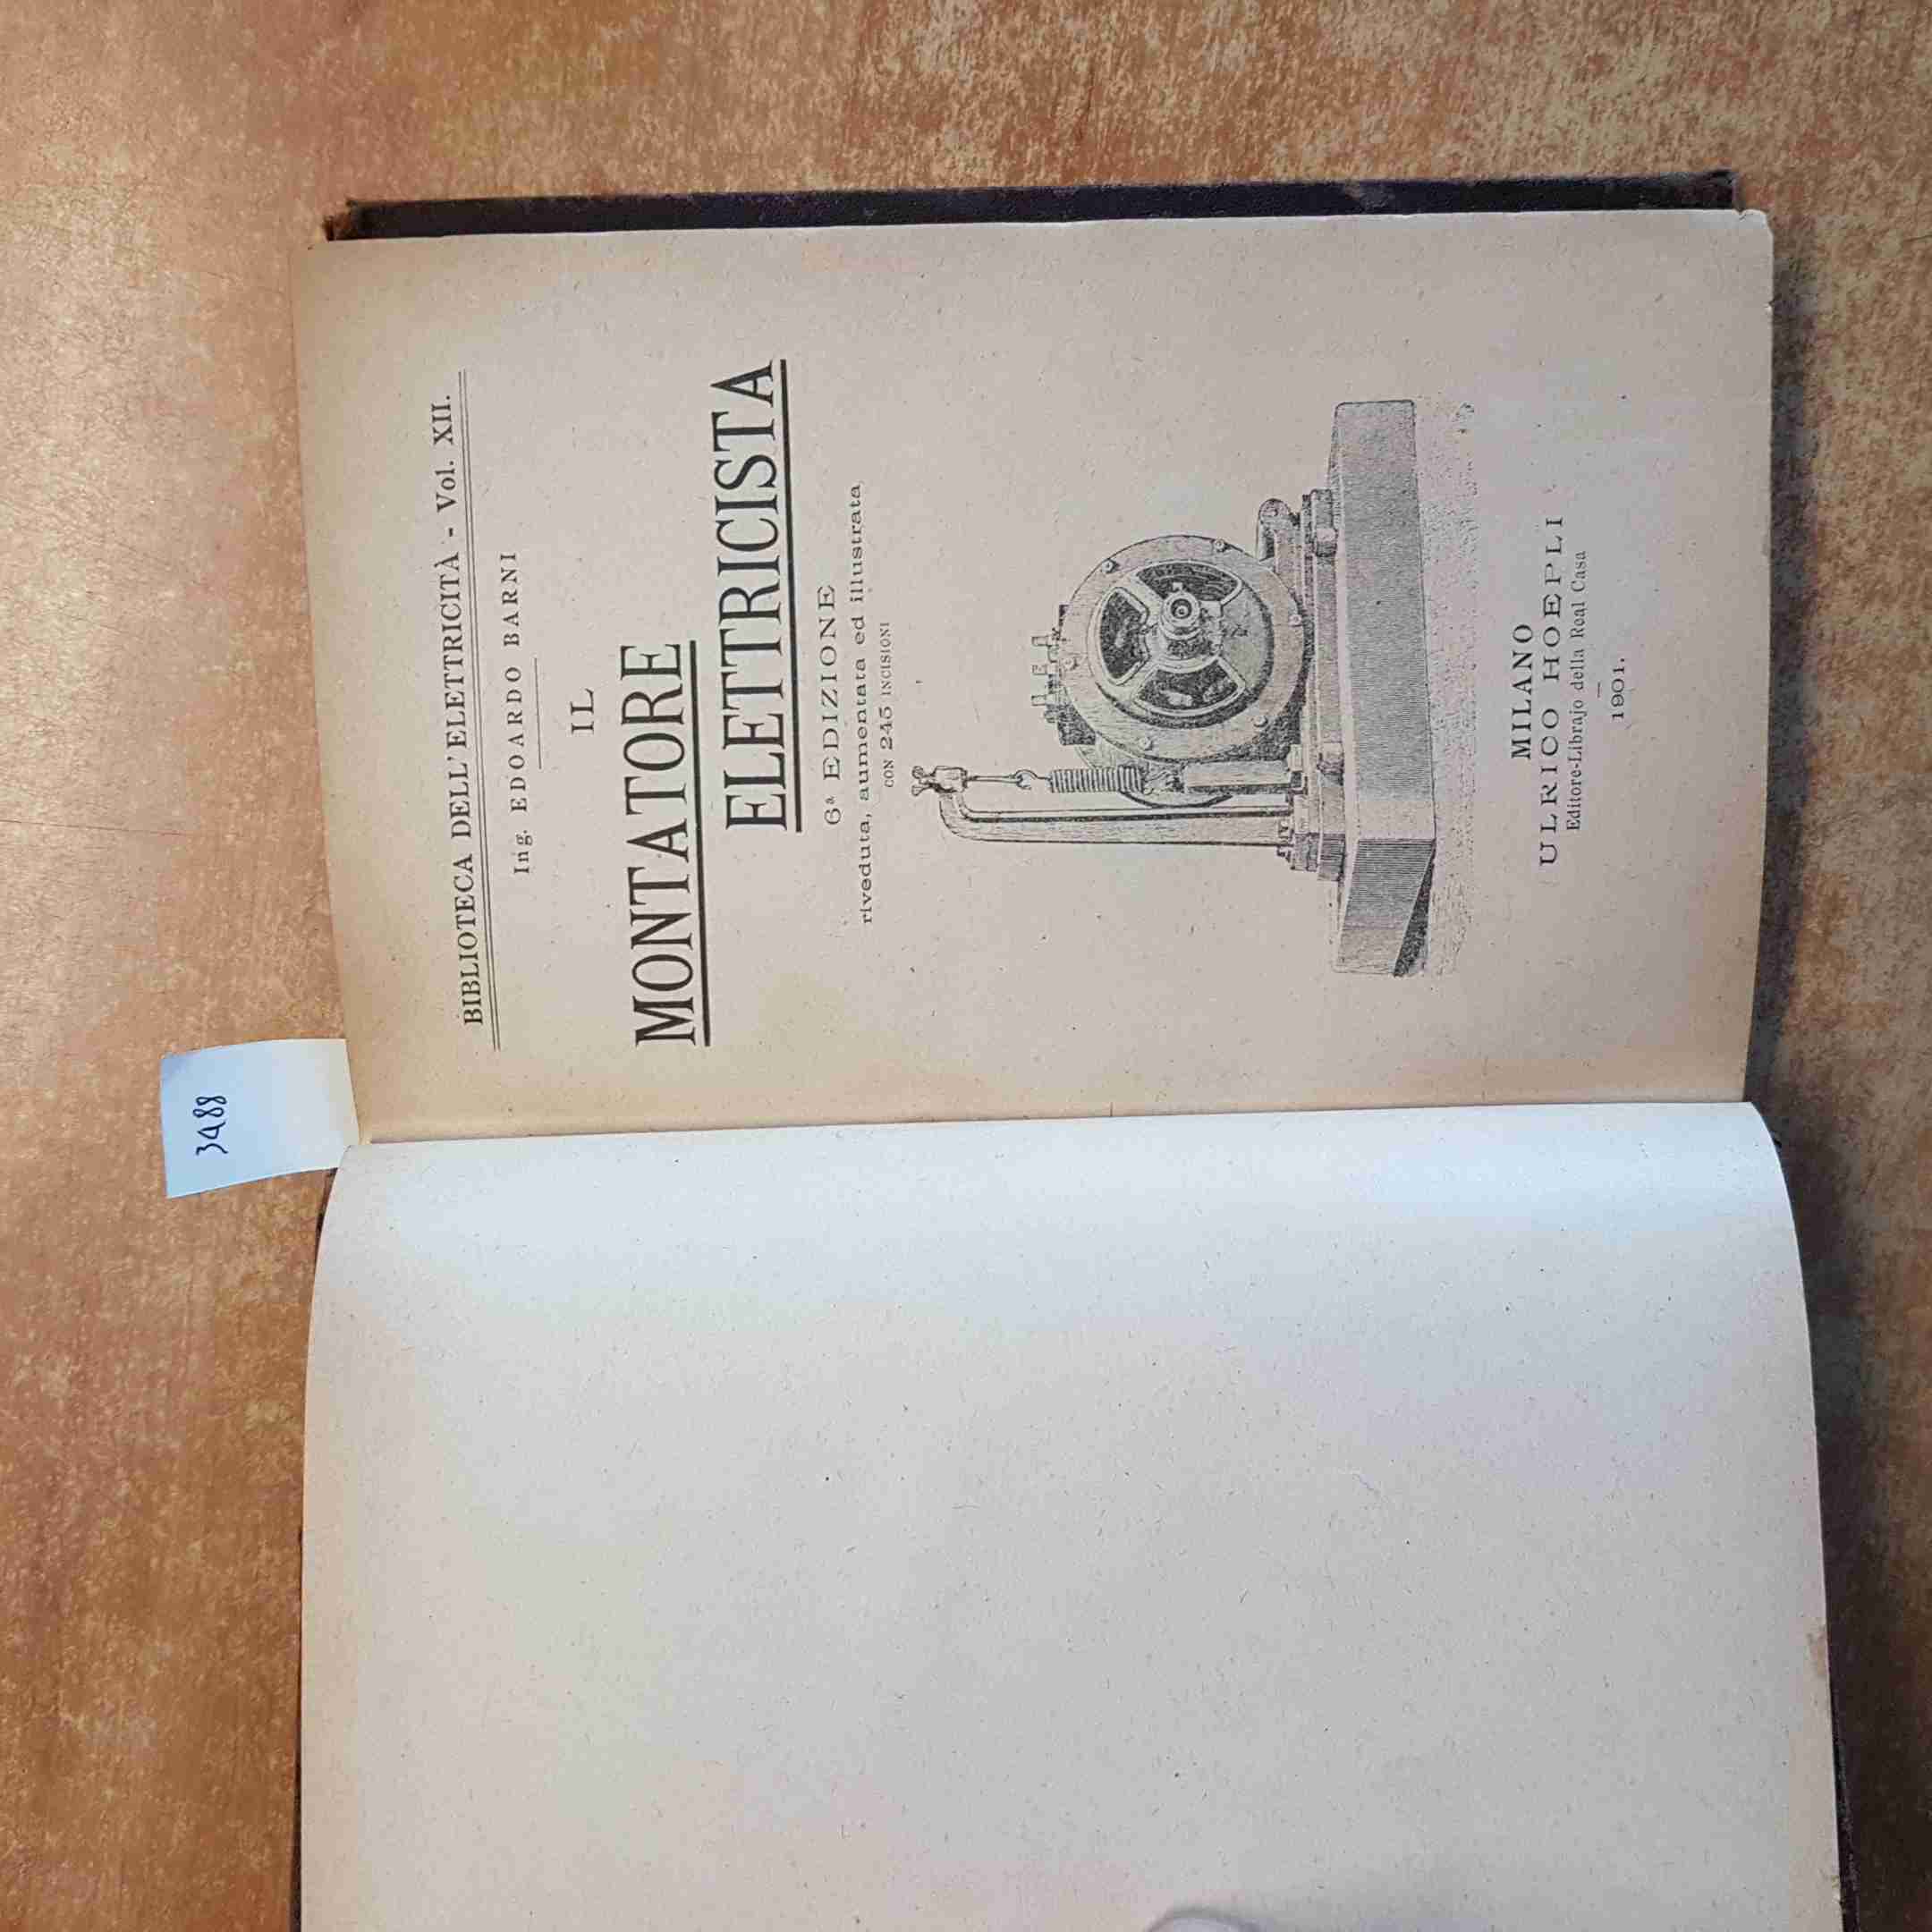 3488
BIBLIOTECA DELL'ELETTRICITÀ - Vol. XII.
Ing. EDOARDO BARNI
IL
MONTATORE
ELETTRICISTA
6ª EDIZIONE
riveduta, aumentata ed illustrata
CON 245 INCISIONI
MILANO
ULRICO HOEPLI
Editore-Librajo della Real Casa
1901.